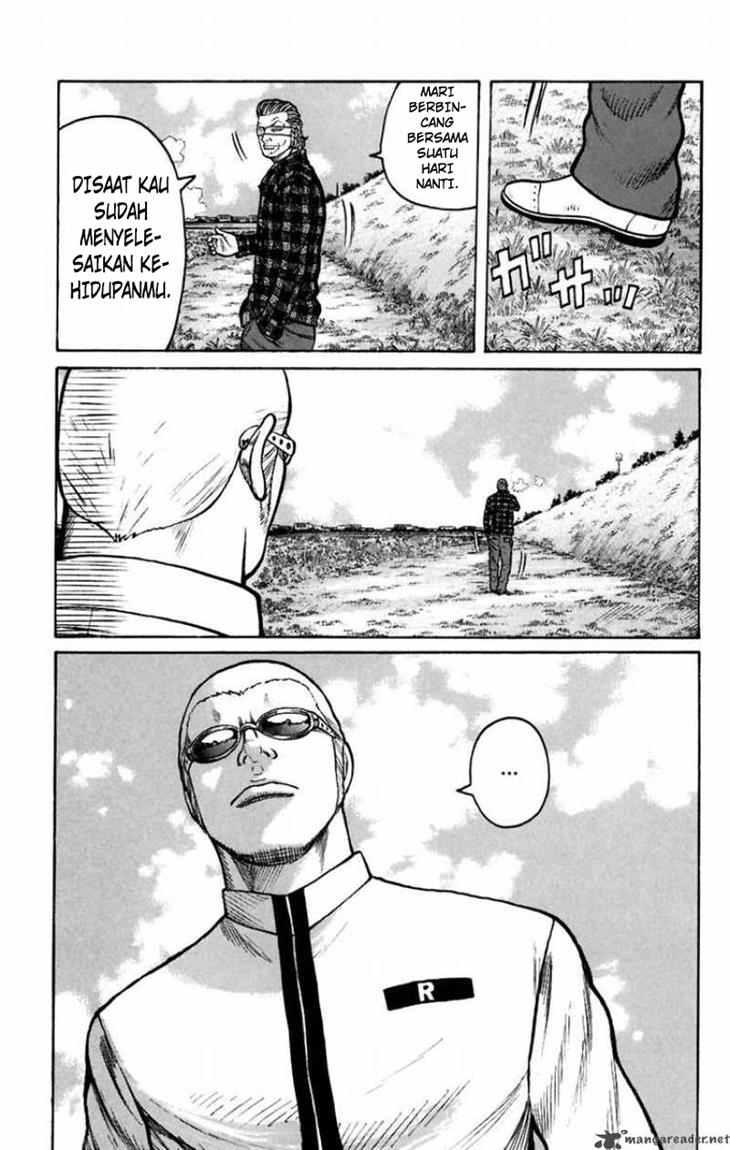 MARI
BERBIN-
CANG
BERSAMA
SUATU
HARI
NANTI.
DISAAT KAU
SUDAH
MENYELE-
SAIKAN KE-
HIDUPANMU.
ガサッ
...
R
mangareader.net